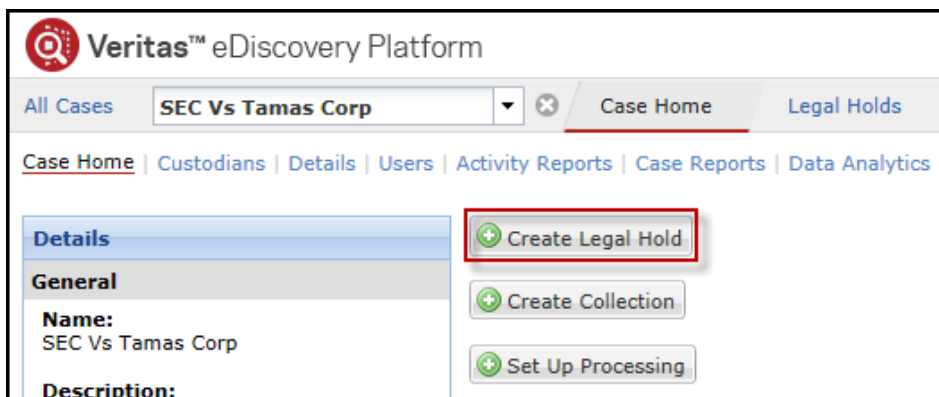 Veritas™ eDiscovery Platform
All Cases SEC Vs Tamas Corp Case Home Legal Holds
Case Home | Custodians | Details | Users | Activity Reports | Case Reports | Data Analytics
Details
General
Name:
SEC Vs Tamas Corp
Description:
Create Legal Hold
Create Collection
Set Up Processing